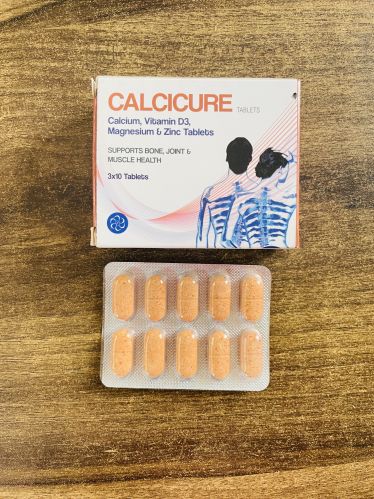 CALCICURE TABLETS
Calcium, Vitamin D3,
Magnesium & Zinc Tablets
SUPPORTS BONE, JOINT &
MUSCLE HEALTH
3x10 Tablets